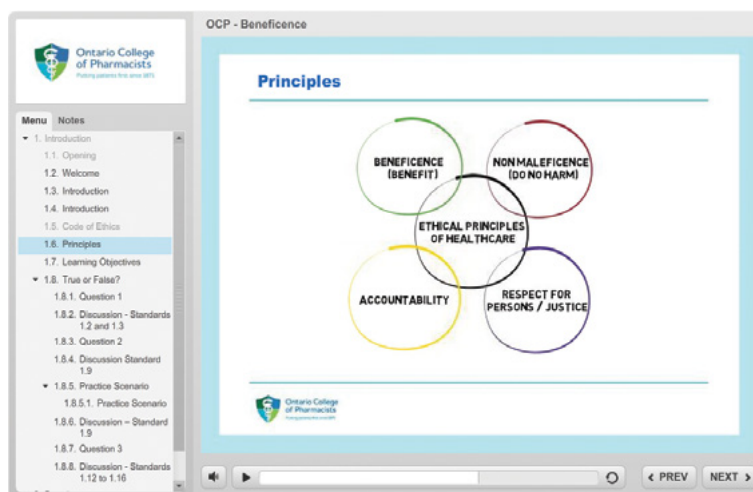 OCP - Beneficence
Ontario College
of Pharmacists
Putting patients first since 1871
Menu Notes
1. Introduction
1.1. Opening
1.2. Welcome
1.3. Introduction
1.4. Introduction
1.5. Code of Ethics
1.6. Principles
1.7. Learning Objectives
1.8. True or False?
1.8.1. Question 1
1.8.2. Discussion - Standards
1.2 and 1.3
1.8.3. Question 2
1.8.4. Discussion Standard
1.9
1.8.5. Practice Scenario
1.8.5.1. Practice Scenario
1.8.6. Discussion – Standard
1.9
1.8.7. Question 3
1.8.8. Discussion - Standards
1.12 to 1.16
Principles
BENEFICENCE
(BENEFIT)
NON MALEFICENCE
(DO NO HARM)
ETHICAL PRINCIPLES
OF HEALTHCARE
ACCOUNTABILITY
RESPECT FOR
PERSONS / JUSTICE
Ontario College
of Pharmacists
PREV
NEXT